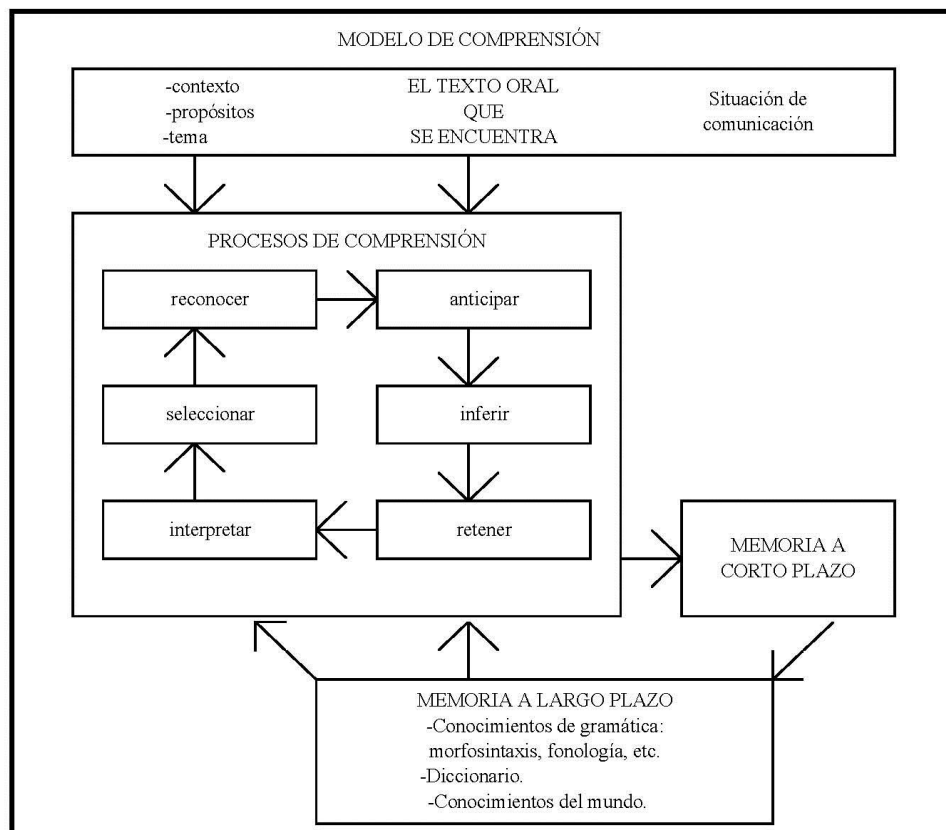 MODELO DE COMPRENSIÓN
-contexto
-propósitos
-tema
EL TEXTO ORAL
QUE
SE ENCUENTRA
Situación de
comunicación
PROCESOS DE COMPRENSIÓN
reconocer
anticipar
seleccionar
inferir
interpretar
retener
MEMORIA A
CORTO PLAZO
MEMORIA A LARGO PLAZO
-Conocimientos de gramática:
morfosintaxis, fonología, etc.
-Diccionario.
-Conocimientos del mundo.